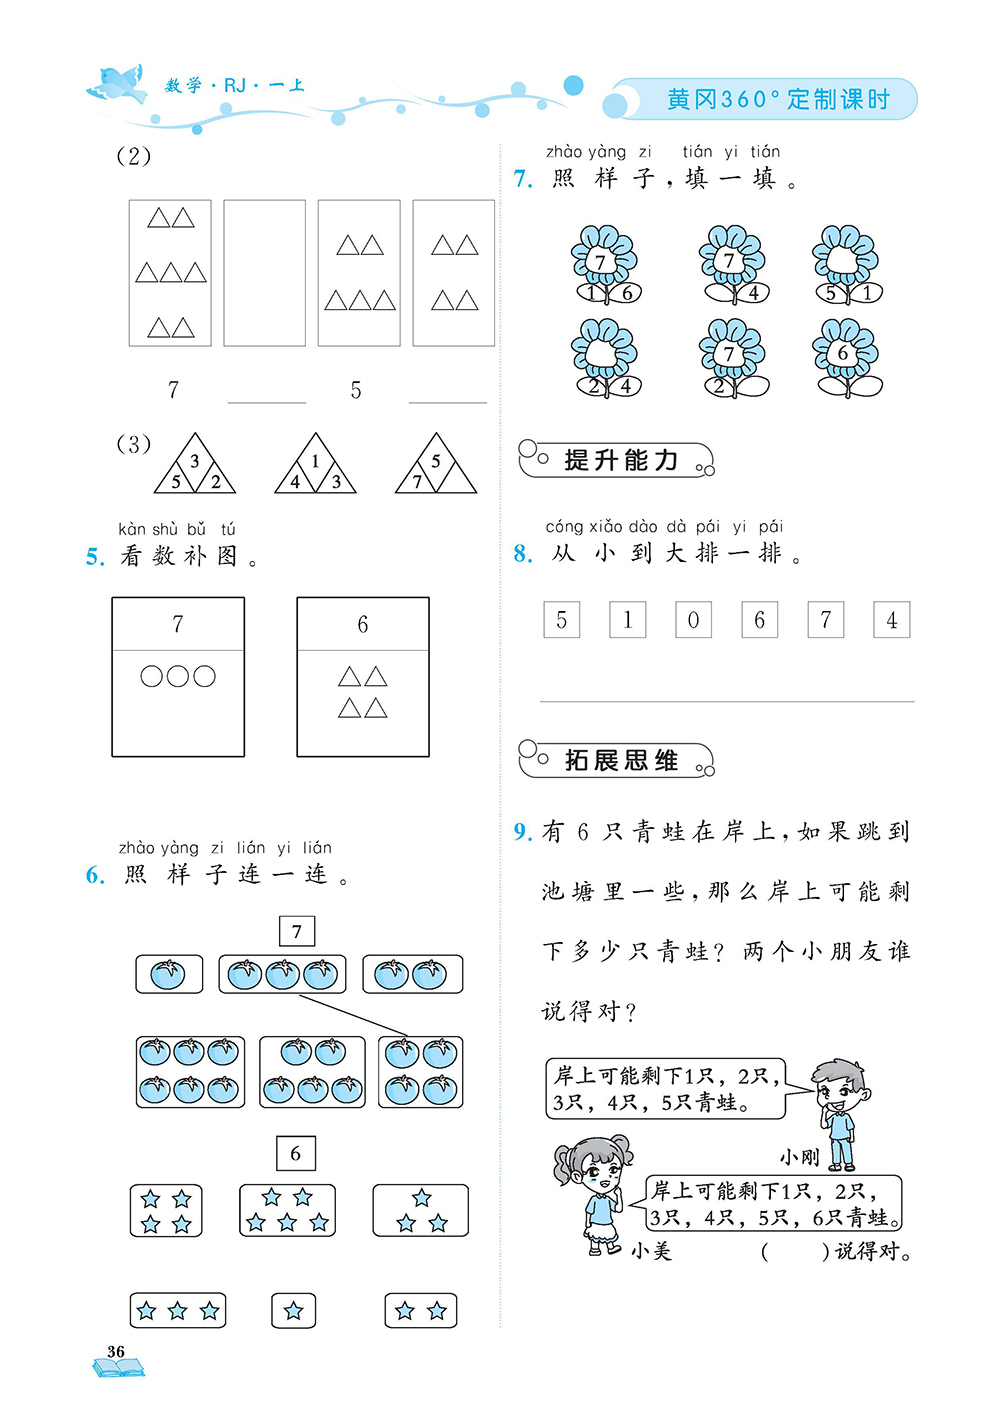 数学·RJ·一上
黄冈360°定制课时
(2)
7 5
(3)
3
5 2
1
4 3
5
7
kàn shù bǔ tú
5. 看数补图。
7 6
zhào yàng zi lián yi lián
6. 照样子连一连。
7
6
36
zhào yàng zi tián yi tián
7. 照样子,填一填。
7 7
1 6 4 5 1
7 6
2 4 2
提升能力
cóng xiǎo dào dà pái yi pái
8. 从小到大排一排。
5 1 0 6 7 4
拓展思维
9. 有6只青蛙在岸上,如果跳到
池塘里一些,那么岸上可能剩
下多少只青蛙?两个小朋友谁
说得对?
岸上可能剩下1只，2只，
3只，4只，5只青蛙。
小刚
岸上可能剩下1只，2只，
3只，4只，5只，6只青蛙。
小美 ( )说得对。